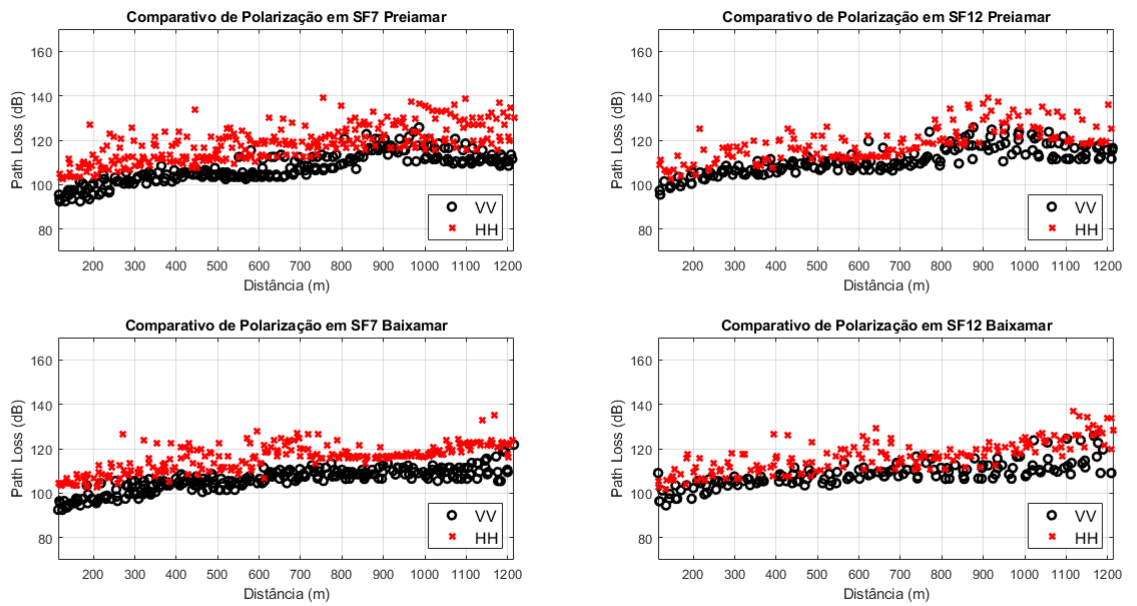 Comparativo de Polarização em SF7 Preiamar
160
140
120
100
80
Path Loss (dB)
200 300 400 500 600 700 800 900 1000 1100 1200
Distância (m)
VV
HH
Comparativo de Polarização em SF12 Preiamar
160
140
120
100
80
Path Loss (dB)
200 300 400 500 600 700 800 900 1000 1100 1200
Distância (m)
VV
HH
Comparativo de Polarização em SF7 Baixamar
160
140
120
100
80
Path Loss (dB)
200 300 400 500 600 700 800 900 1000 1100 1200
Distância (m)
VV
HH
Comparativo de Polarização em SF12 Baixamar
160
140
120
100
80
Path Loss (dB)
200 300 400 500 600 700 800 900 1000 1100 1200
Distância (m)
VV
HH